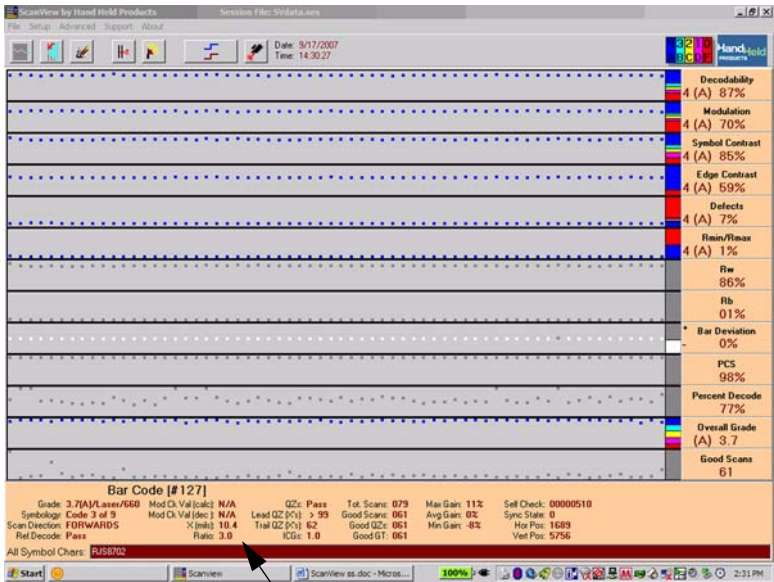 ScanView by Hand Held Products Session File: SVdata.ses
File Setup Advanced Support About
Date: 9/17/2007
Time: 14:30:27
3 2 1 0
B C D F
HandHeld
PRODUCTS
Decodability
4 (A) 87%
Modulation
4 (A) 70%
Symbol Contrast
4 (A) 85%
Edge Contrast
4 (A) 59%
Defects
4 (A) 7%
Rmin/Rmax
4 (A) 1%
Rw
86%
Rb
01%
Bar Deviation
0%
PCS
98%
Percent Decode
77%
Overall Grade
(A) 3.7
Good Scans
61
Bar Code [#127]
Grade: 3.7(A)/Laser/660 Mod Ck Val (calc): N/A QZs: Pass Tot. Scans: 079 Max Gain: 11% Self Check: 00000510
Symbology: Code 3 of 9 Mod Ck Val (dec ): N/A Lead QZ (X's): > 99 Good Scans: 061 Avg Gain: 0% Sync State: 0
Scan Direction: FORWARDS X (mils): 10.4 Trail QZ (X's): 62 Good QZs: 061 Min Gain: -8% Hor Pos: 1689
Ref.Decode: Pass Ratio: 3.0 ICGs: 1.0 Good GT: 061 Vert Pos: 5756
All Symbol Chars: RJS8702
Start Scanview ScanView ss.doc - Micros... 100% 2:31 PM